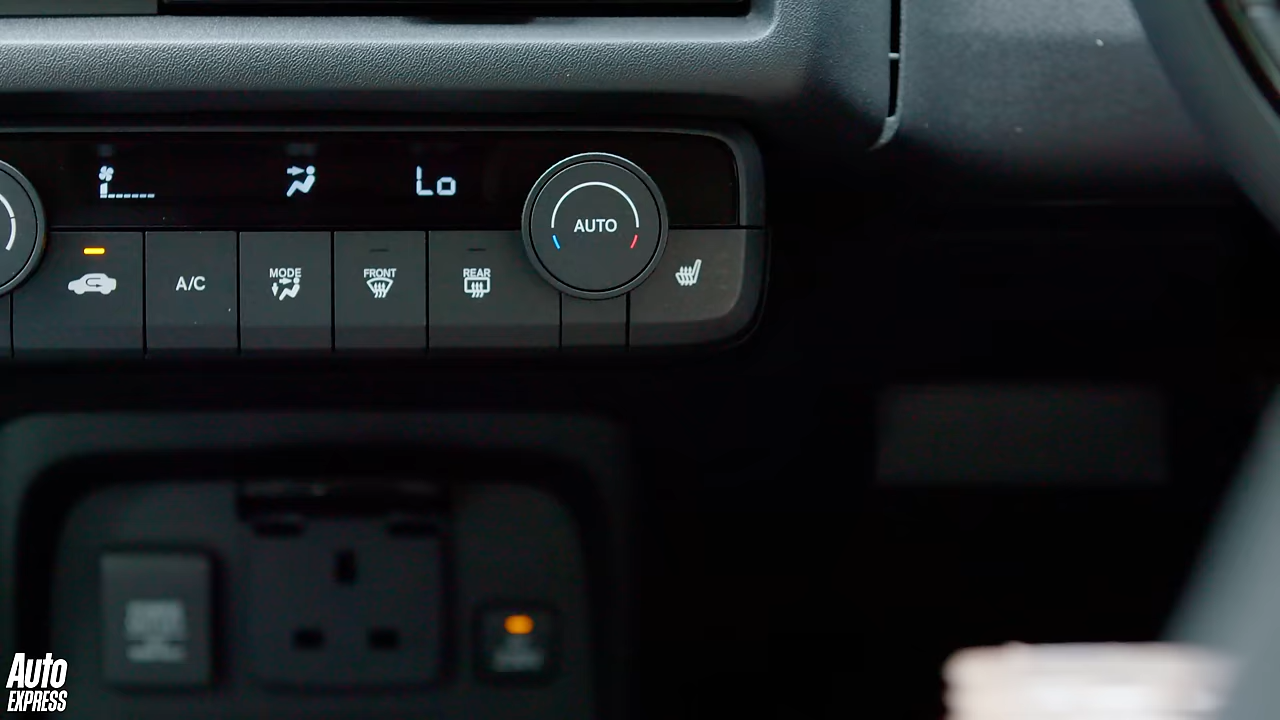 Lo
AUTO
A/C
MODE
FRONT
REAR
Auto
EXPRESS